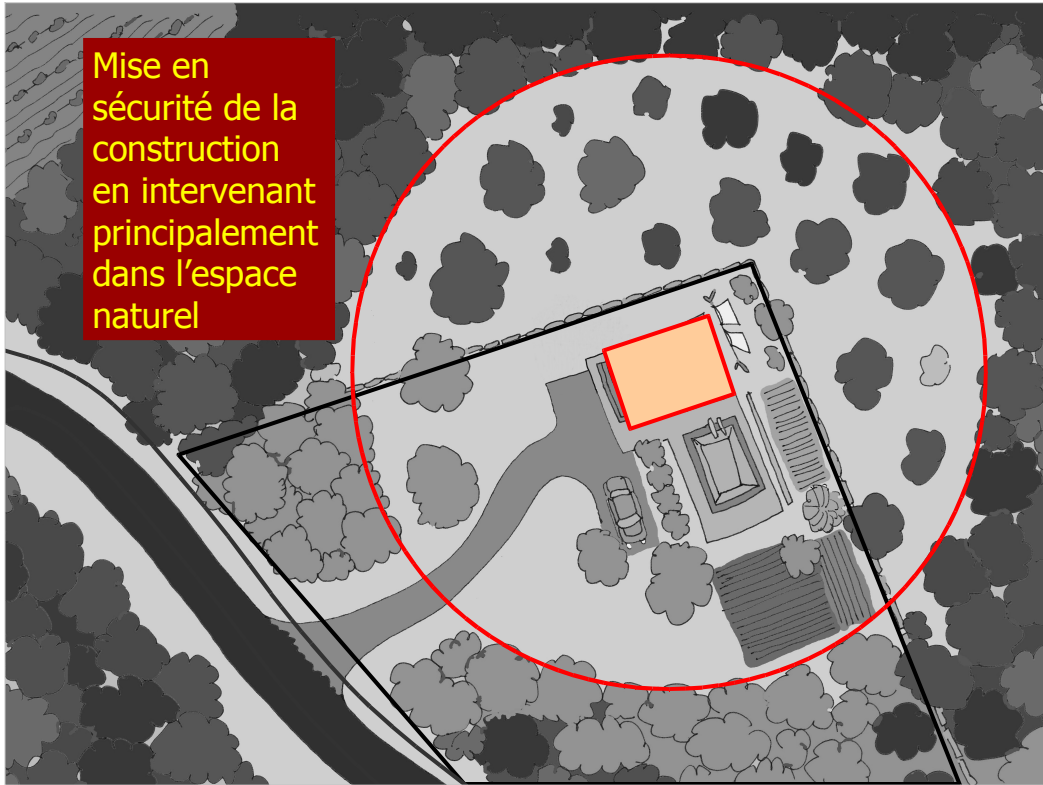 Mise en
sécurité de la
construction
en intervenant
principalement
dans l’espace
naturel